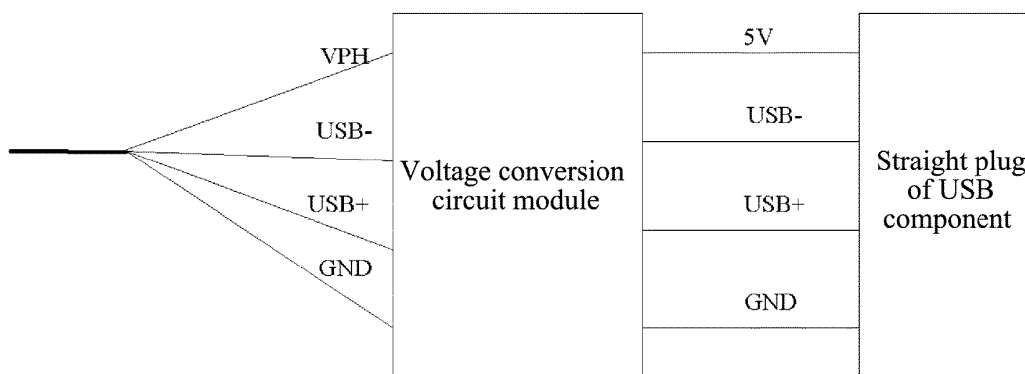 VPH
USB-
USB+
GND
Voltage conversion
circuit module
5V
USB-
USB+
GND
Straight plug
of USB
component